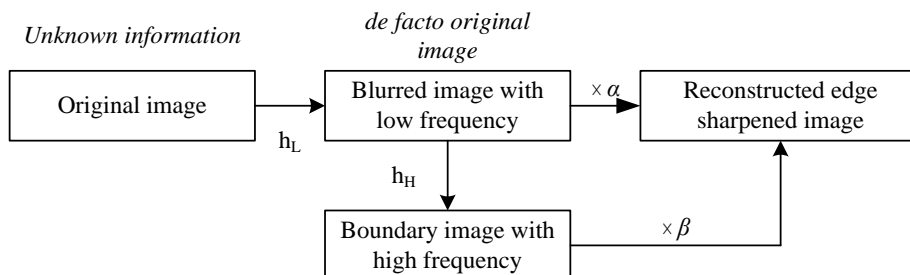 Unknown information
de facto original
image
Original image
h_L
Blurred image with
low frequency
× α
Reconstructed edge
sharpened image
h_H
Boundary image with
high frequency
× β